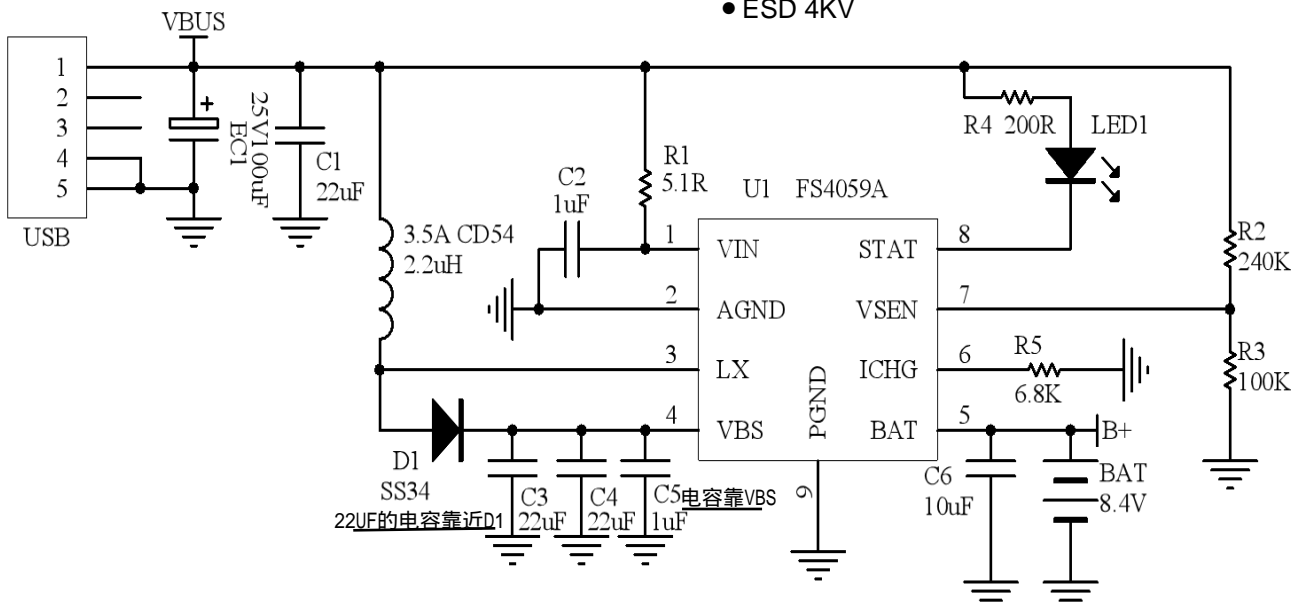 • ESD 4KV
VBUS
1
2
3
4
5
USB
25V100uF
EC1
C1
22uF
3.5A CD54
2.2uH
C2
1uF
R1
5.1R
R4 200R
LED1
U1 FS4059A
1
VIN
2
AGND
3
LX
4
VBS
PGND
9
STAT
8
VSEN
7
ICHG
6
BAT
5
R2
240K
R3
100K
R5
6.8K
B+
D1
SS34
22UF的电容靠近D1
C3
22uF
C4
22uF
C5
1uF
电容靠VBS
C6
10uF
BAT
8.4V